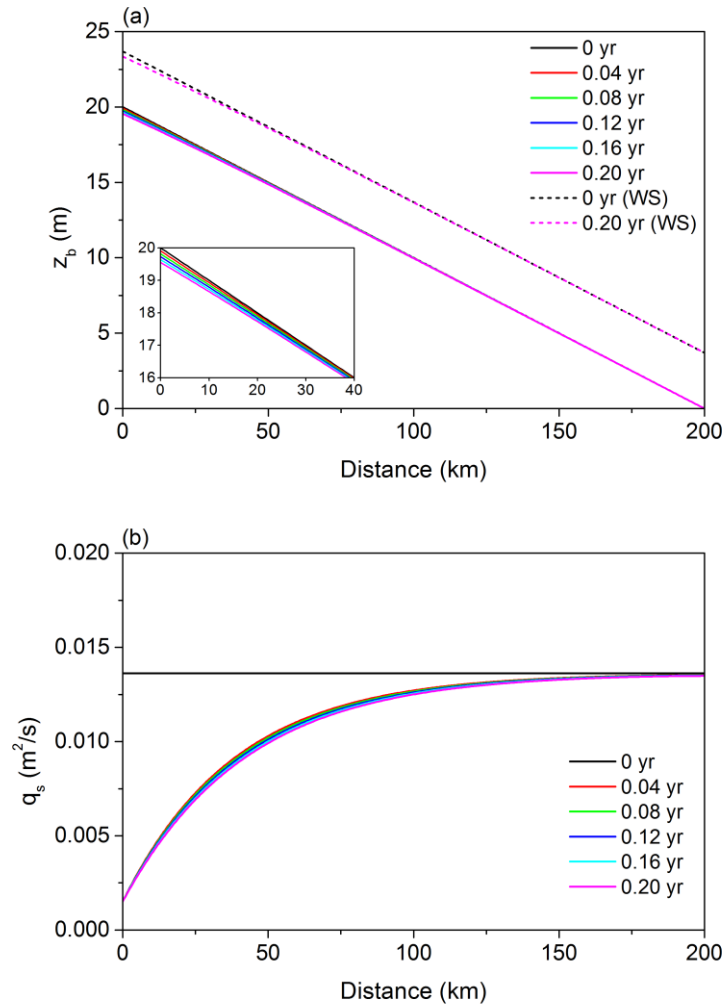 (a)
25
20
15
10
5
0
z_b (m)
0 yr
0.04 yr
0.08 yr
0.12 yr
0.16 yr
0.20 yr
0 yr (WS)
0.20 yr (WS)
20
19
18
17
16
0 10 20 30 40
0 50 100 150 200
Distance (km)
(b)
0.020
0.015
0.010
0.005
0.000
q_s (m²/s)
0 yr
0.04 yr
0.08 yr
0.12 yr
0.16 yr
0.20 yr
0 50 100 150 200
Distance (km)